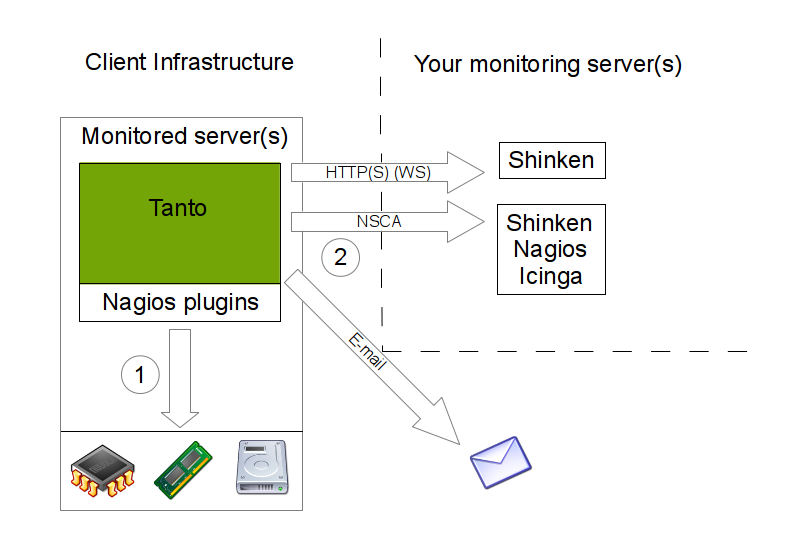 Client Infrastructure
Your monitoring server(s)
Monitored server(s)
Tanto
Nagios plugins
HTTP(S) (WS)
NSCA
2
Shinken
Shinken
Nagios
Icinga
E-mail
1